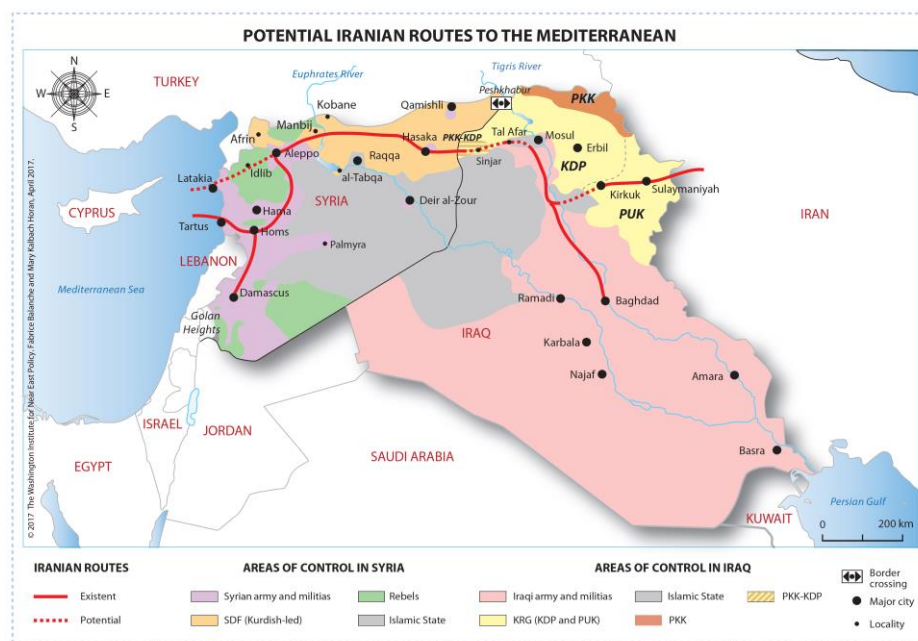 POTENTIAL IRANIAN ROUTES TO THE MEDITERRANEAN
N
W
E
S
TURKEY
Euphrates River
Tigris River
Peshkhabur
PKK
Kobane
Qamishli
Manbij
Afrin
Hasaka
PKK-KDP
Tal Afar
Mosul
Aleppo
Raqqa
Sinjar
Erbil
KDP
Idlib
al-Tabqa
Latakia
Kirkuk
Sulaymaniyah
SYRIA
Deir al-Zour
CYPRUS
Hama
PUK
IRAN
Tartus
Homs
Palmyra
LEBANON
Mediterranean Sea
Damascus
Ramadi
Baghdad
Golan
Heights
IRAQ
Karbala
Najaf
Amara
ISRAEL
JORDAN
SAUDI ARABIA
Basra
EGYPT
Persian Gulf
KUWAIT
0
200 km
© 2017 The Washington Institute for Near East Policy. Fabrice Balanche and Mary Kalbach Horan, April 2017.
IRANIAN ROUTES
Existent
Potential
AREAS OF CONTROL IN SYRIA
Syrian army and militias
Rebels
SDF (Kurdish-led)
Islamic State
AREAS OF CONTROL IN IRAQ
Iraqi army and militias
Islamic State
PKK-KDP
KRG (KDP and PUK)
PKK
Border
crossing
Major city
Locality